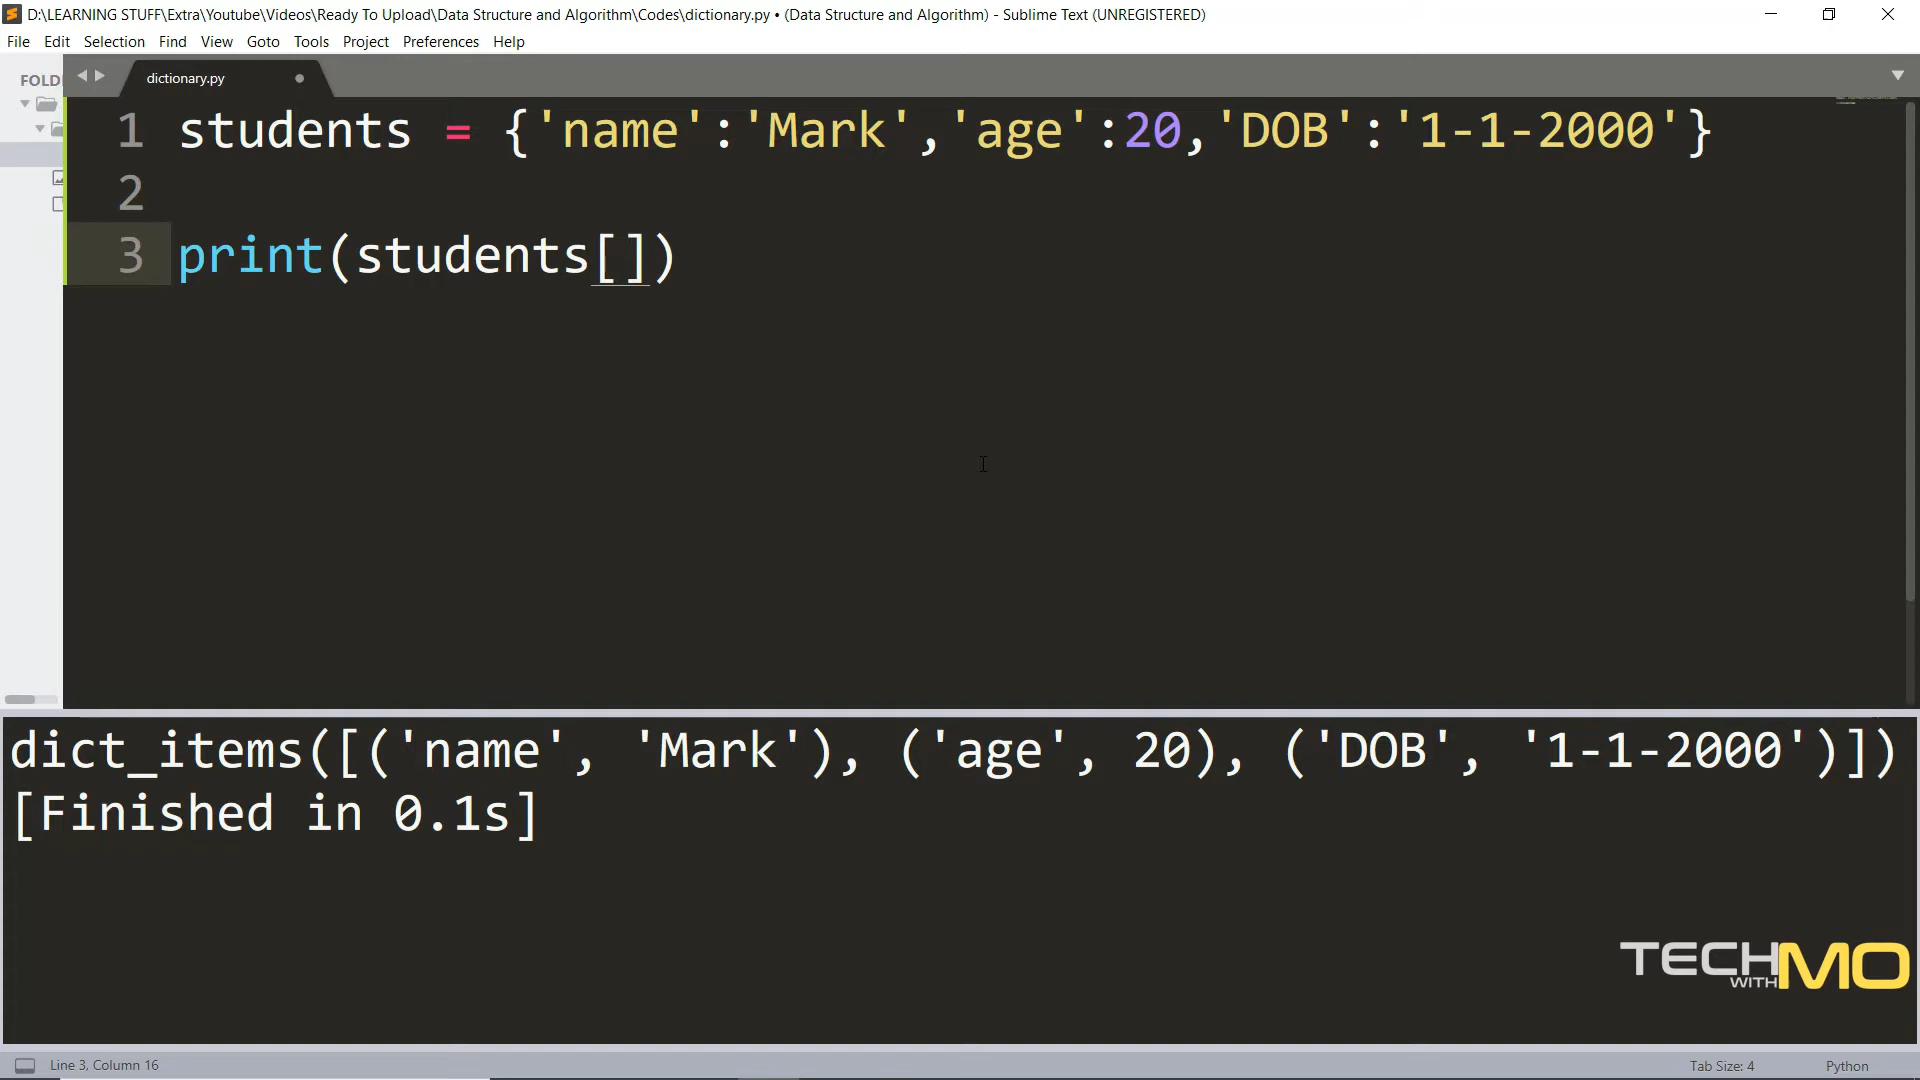 D:\LEARNING STUFF\Extra\Youtube\Videos\Ready To Upload\Data Structure and Algorithm\Codes\dictionary.py • (Data Structure and Algorithm) - Sublime Text (UNREGISTERED)
File Edit Selection Find View Goto Tools Project Preferences Help
FOLD
dictionary.py
1 students = {'name':'Mark','age':20,'DOB':'1-1-2000'}
2
3 print(students[])
dict_items([('name', 'Mark'), ('age', 20), ('DOB', '1-1-2000')])
[Finished in 0.1s]
TECH WITH MO
Line 3, Column 16 Tab Size: 4 Python